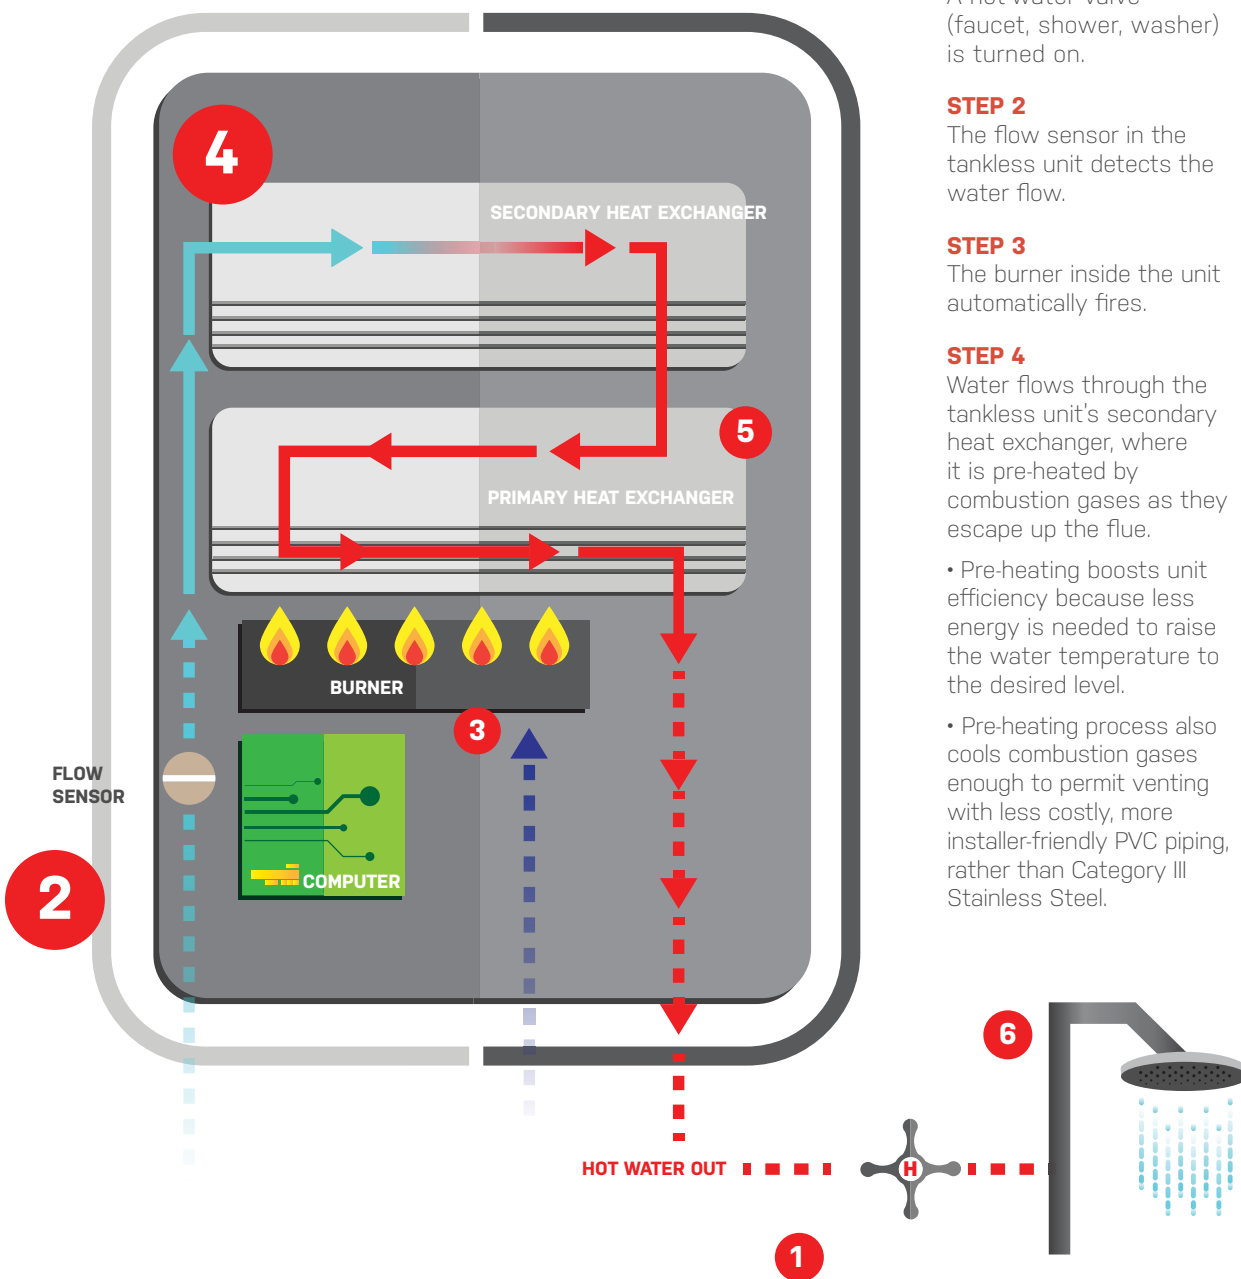 A hot water valve
(faucet, shower, washer)
is turned on.
STEP 2
The flow sensor in the
tankless unit detects the
water flow.
STEP 3
The burner inside the unit
automatically fires.
STEP 4
Water flows through the
tankless unit's secondary
heat exchanger, where
it is pre-heated by
combustion gases as they
escape up the flue.
• Pre-heating boosts unit
efficiency because less
energy is needed to raise
the water temperature to
the desired level.
• Pre-heating process also
cools combustion gases
enough to permit venting
with less costly, more
installer-friendly PVC piping,
rather than Category III
Stainless Steel.
4
SECONDARY HEAT EXCHANGER
5
PRIMARY HEAT EXCHANGER
BURNER
3
FLOW
SENSOR
COMPUTER
2
6
HOT WATER OUT
H
1